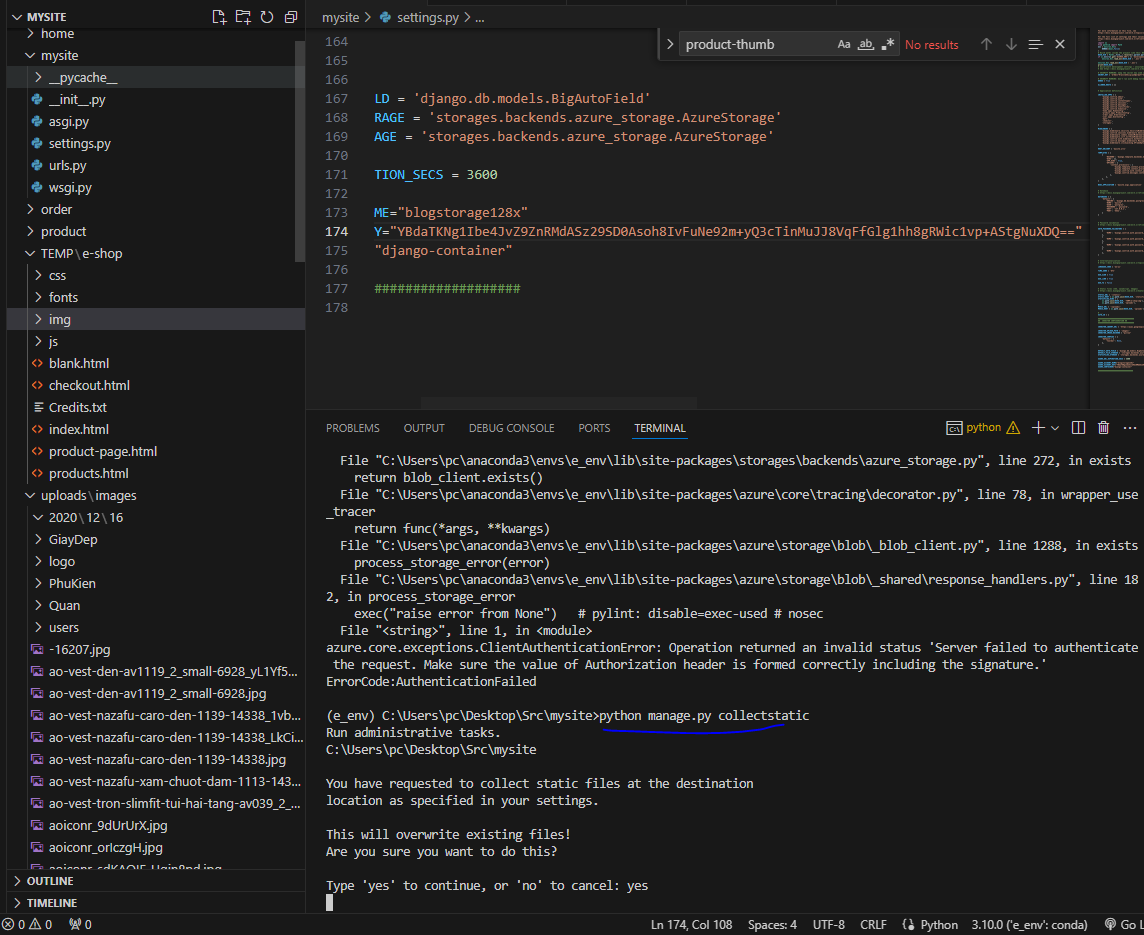 MYSITE
home
mysite
__pycache__
__init__.py
asgi.py
settings.py
urls.py
wsgi.py
order
product
TEMP\e-shop
css
fonts
img
js
blank.html
checkout.html
Credits.txt
index.html
product-page.html
products.html
uploads\images
2020\12\16
GiayDep
logo
PhuKien
Quan
users
-16207.jpg
ao-vest-den-av1119_2_small-6928_yL1Yf5...
ao-vest-den-av1119_2_small-6928.jpg
ao-vest-nazafu-caro-den-1139-14338_1vb...
ao-vest-nazafu-caro-den-1139-14338_LkCi...
ao-vest-nazafu-caro-den-1139-14338.jpg
ao-vest-nazafu-xam-chuot-dam-1113-143...
ao-vest-tron-slimfit-tui-hai-tang-av039_2_...
aoiconr_9dUrUrX.jpg
aoiconr_orIczgH.jpg
OUTLINE
TIMELINE
mysite > settings.py > ...
product-thumb Aa ab .* No results
164
165
166
167 LD = 'django.db.models.BigAutoField'
168 RAGE = 'storages.backends.azure_storage.AzureStorage'
169 AGE = 'storages.backends.azure_storage.AzureStorage'
170
171 TION_SECS = 3600
172
173 ME="blogstorage128x"
174 Y="YBdaTKNg1Ibe4JvZ9ZnRMdASz29SD0Asoh8IvFuNe92m+yQ3cTinMuJJ8VqFfGlg1hh8gRWic1vp+AStgNuXDQ=="
175 "django-container"
176
177 ###################
178
PROBLEMS OUTPUT DEBUG CONSOLE PORTS TERMINAL python
File "C:\Users\pc\anaconda3\envs\e_env\lib\site-packages\storages\backends\azure_storage.py", line 272, in exists
return blob_client.exists()
File "C:\Users\pc\anaconda3\envs\e_env\lib\site-packages\azure\core\tracing\decorator.py", line 78, in wrapper_use
_tracer
return func(*args, **kwargs)
File "C:\Users\pc\anaconda3\envs\e_env\lib\site-packages\azure\storage\blob\_blob_client.py", line 1288, in exists
process_storage_error(error)
File "C:\Users\pc\anaconda3\envs\e_env\lib\site-packages\azure\storage\blob\_shared\response_handlers.py", line 18
2, in process_storage_error
exec("raise error from None") # pylint: disable=exec-used # nosec
File "<string>", line 1, in <module>
azure.core.exceptions.ClientAuthenticationError: Operation returned an invalid status 'Server failed to authenticate
the request. Make sure the value of Authorization header is formed correctly including the signature.'
ErrorCode:AuthenticationFailed
(e_env) C:\Users\pc\Desktop\Src\mysite>python manage.py collectstatic
Run administrative tasks.
C:\Users\pc\Desktop\Src\mysite
You have requested to collect static files at the destination
location as specified in your settings.
This will overwrite existing files!
Are you sure you want to do this?
Type 'yes' to continue, or 'no' to cancel: yes
0 0 0 Ln 174, Col 108 Spaces: 4 UTF-8 CRLF Python 3.10.0 ('e_env': conda) Go L